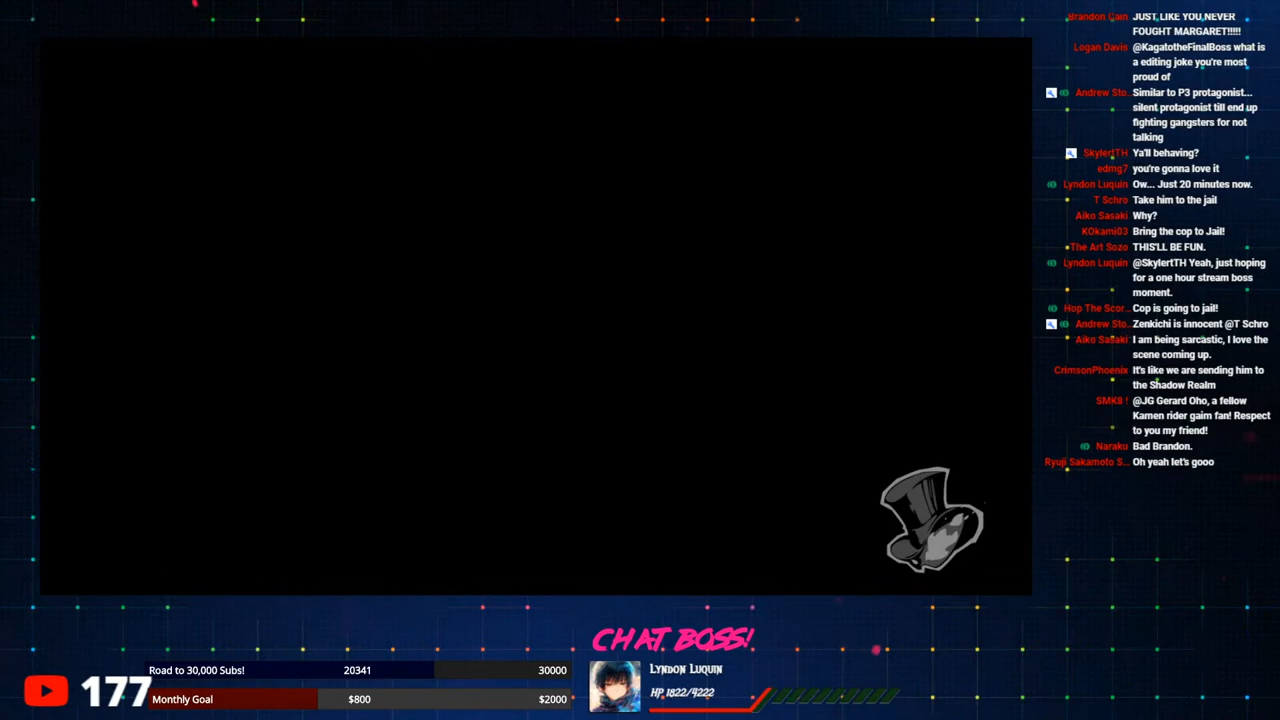 Brandon Cain JUST LIKE YOU NEVER
FOUGHT MARGARET!!!!!
Logan Davis @KagatotheFinalBoss what is
a editing joke you're most
proud of
Andrew Sto... Similar to P3 protagonist...
silent protagonist till end up
fighting gangsters for not
talking
SkylertTH Ya'll behaving?
edmg7 you're gonna love it
Lyndon Luquin Ow... Just 20 minutes now.
T Schro Take him to the jail
Aiko Sasaki Why?
KOkami03 Bring the cop to Jail!
The Art Sozo THIS'LL BE FUN.
Lyndon Luquin @SkylertTH Yeah, just hoping
for a one hour stream boss
moment.
Hop The Scor... Cop is going to jail!
Andrew Sto... Zenkichi is innocent @T Schro
Aiko Sasaki I am being sarcastic, I love the
scene coming up.
CrimsonPhoenix It's like we are sending him to
the Shadow Realm
SMK8 ! @JG Gerard Oho, a fellow
Kamen rider gaim fan! Respect
to you my friend!
Naraku Bad Brandon.
Ryuji Sakamoto S... Oh yeah let's gooo
CHAT BOSS!
Lyndon Luquin
HP 1822/4222
177
Road to 30,000 Subs! 20341 30000
Monthly Goal $800 $2000